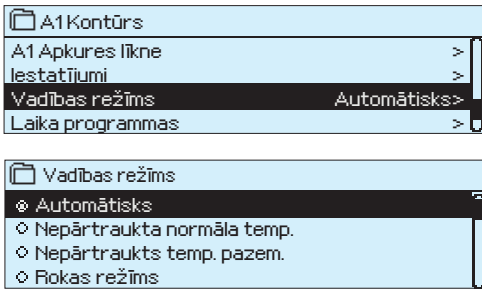 A1 Kontūrs
A1 Apkures līkne >
Iestatījumi >
Vadības režīms Automātisks>
Laika programmas >
Vadības režīms
Automātisks
Nepārtraukta normāla temp.
Nepārtraukts temp. pazem.
Rokas režīms